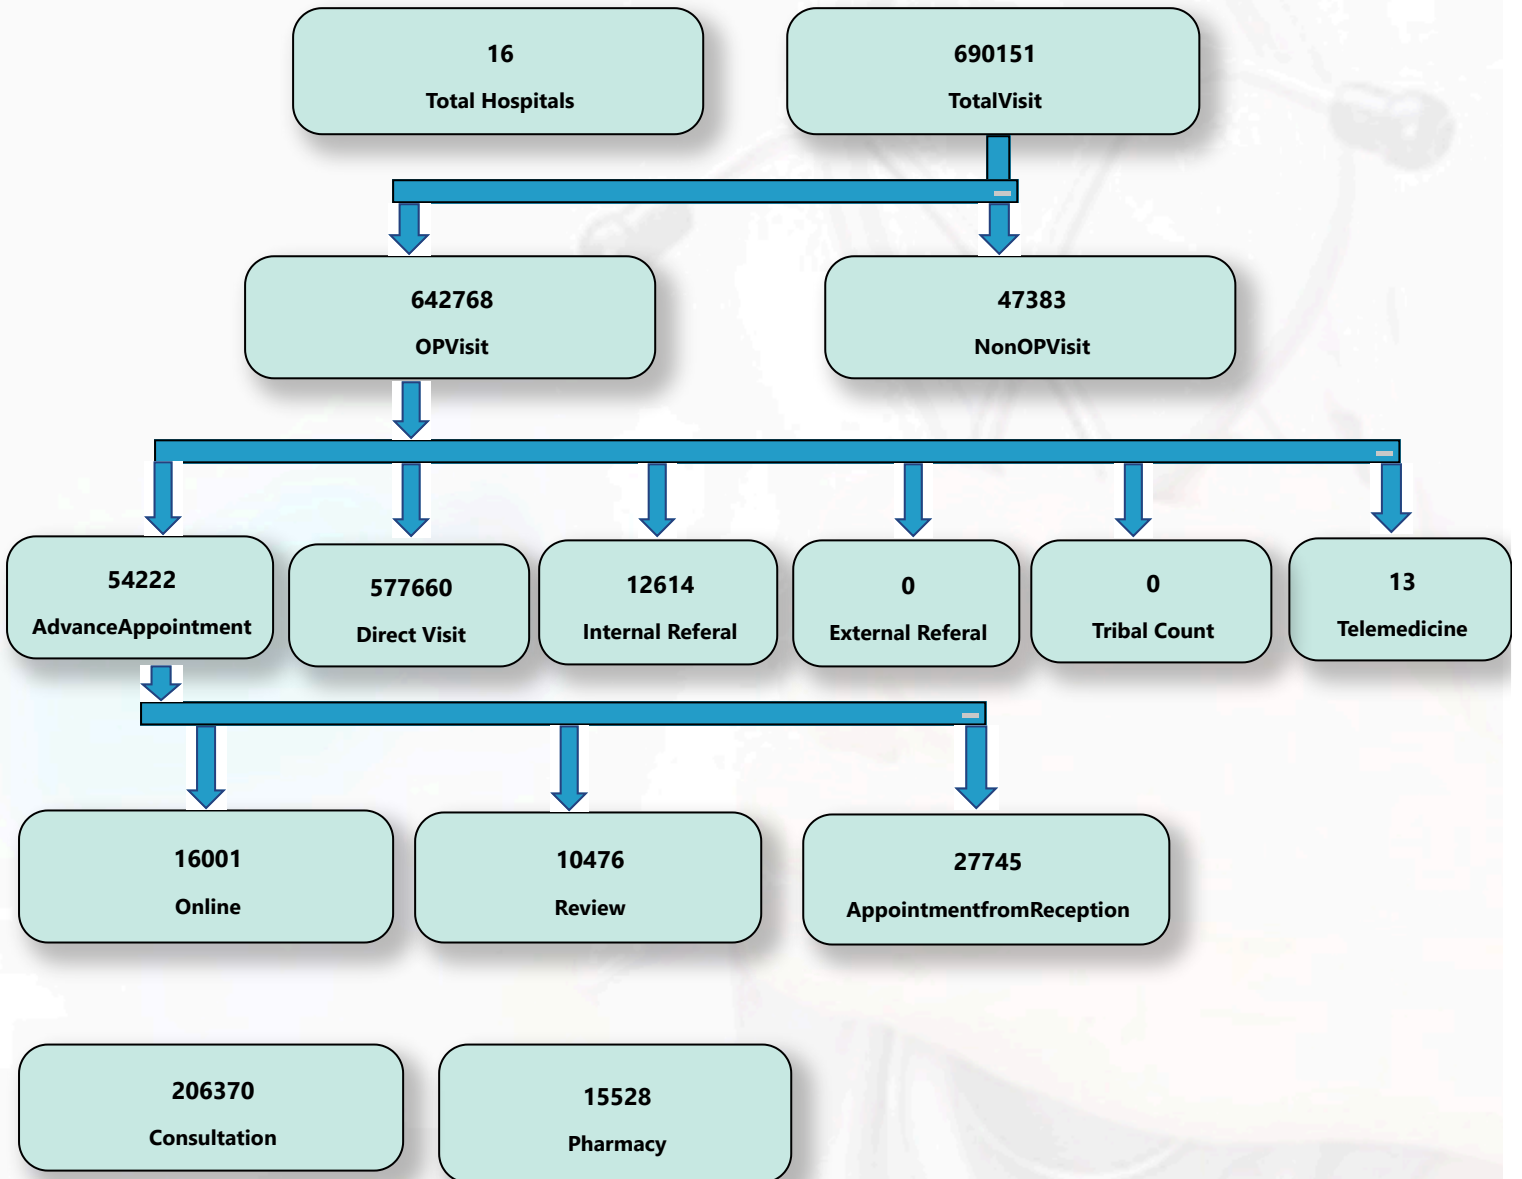 16
Total Hospitals
690151
TotalVisit
642768
OPVisit
47383
NonOPVisit
54222
AdvanceAppointment
577660
Direct Visit
12614
Internal Referal
0
External Referal
0
Tribal Count
13
Telemedicine
16001
Online
10476
Review
27745
AppointmentfromReception
206370
Consultation
15528
Pharmacy